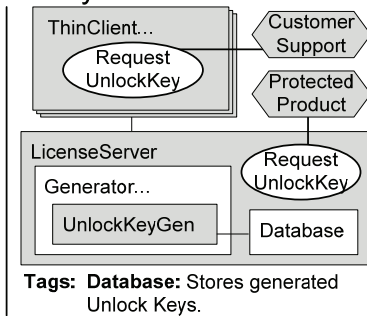 ThinClient...
Request
UnlockKey
Customer
Support
Protected
Product
LicenseServer
Request
UnlockKey
Generator...
UnlockKeyGen
Database
Tags: Database: Stores generated
Unlock Keys.